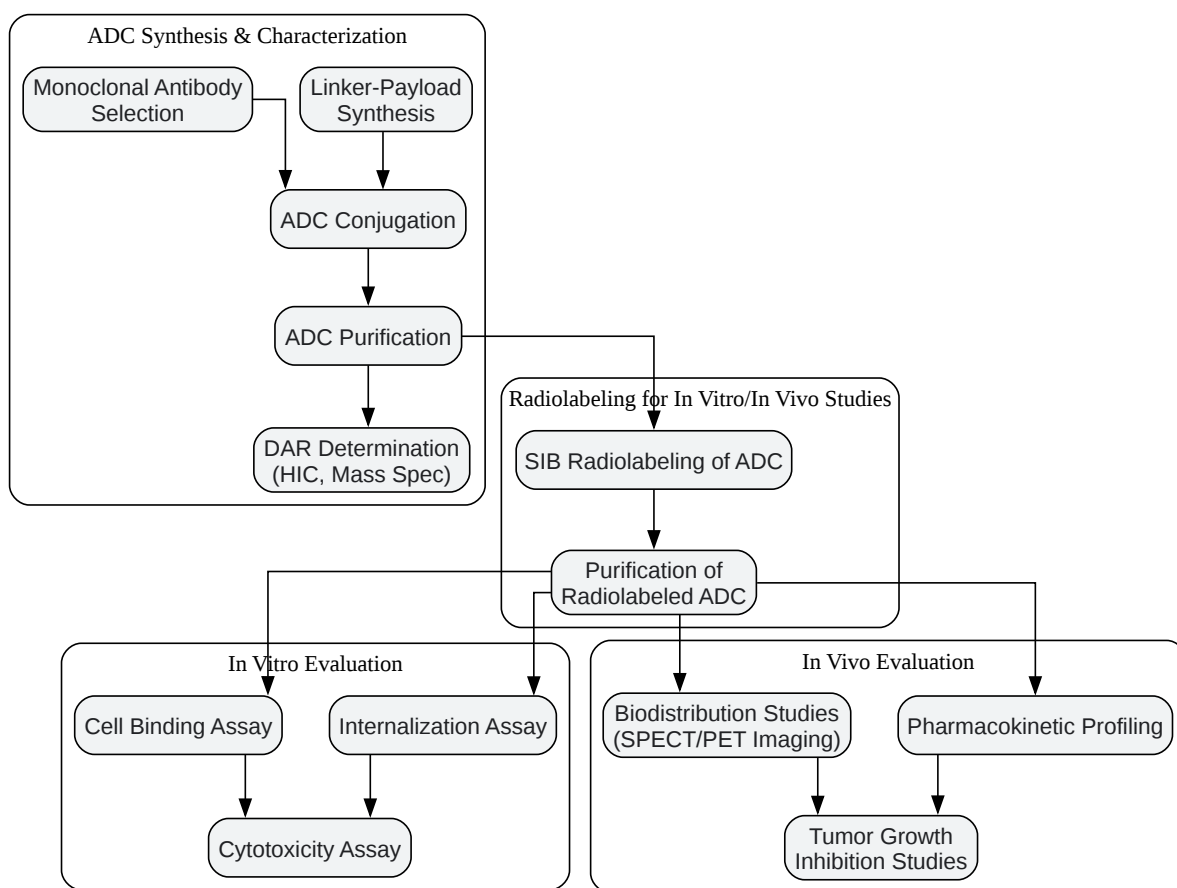 ADC Synthesis & Characterization
Monoclonal Antibody
Selection
Linker-Payload
Synthesis
ADC Conjugation
ADC Purification
DAR Determination
(HIC, Mass Spec)
Radiolabeling for In Vitro/In Vivo Studies
SIB Radiolabeling of ADC
Purification of
Radiolabeled ADC
In Vitro Evaluation
Cell Binding Assay
Internalization Assay
Cytotoxicity Assay
In Vivo Evaluation
Biodistribution Studies
(SPECT/PET Imaging)
Pharmacokinetic Profiling
Tumor Growth
Inhibition Studies